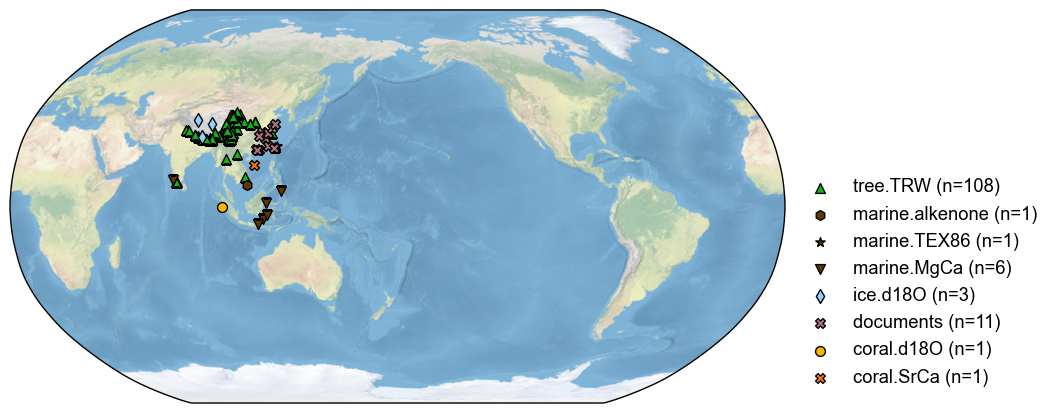 tree.TRW (n=108)
marine.alkenone (n=1)
marine.TEX86 (n=1)
marine.MgCa (n=6)
ice.d18O (n=3)
documents (n=11)
coral.d18O (n=1)
coral.SrCa (n=1)